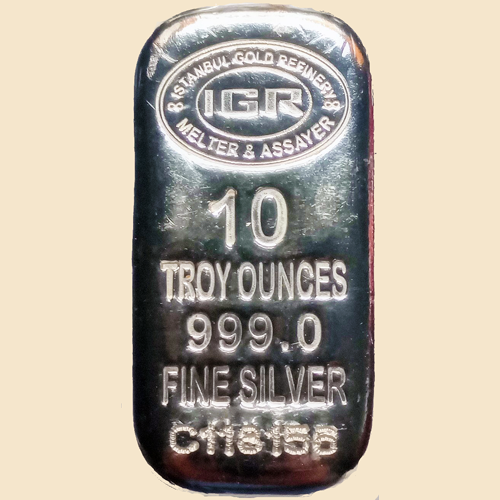 ISTANBUL GOLD REFINERY
IGR
MELTER & ASSAYER
10
TROY OUNCES
999.0
FINE SILVER
C118158